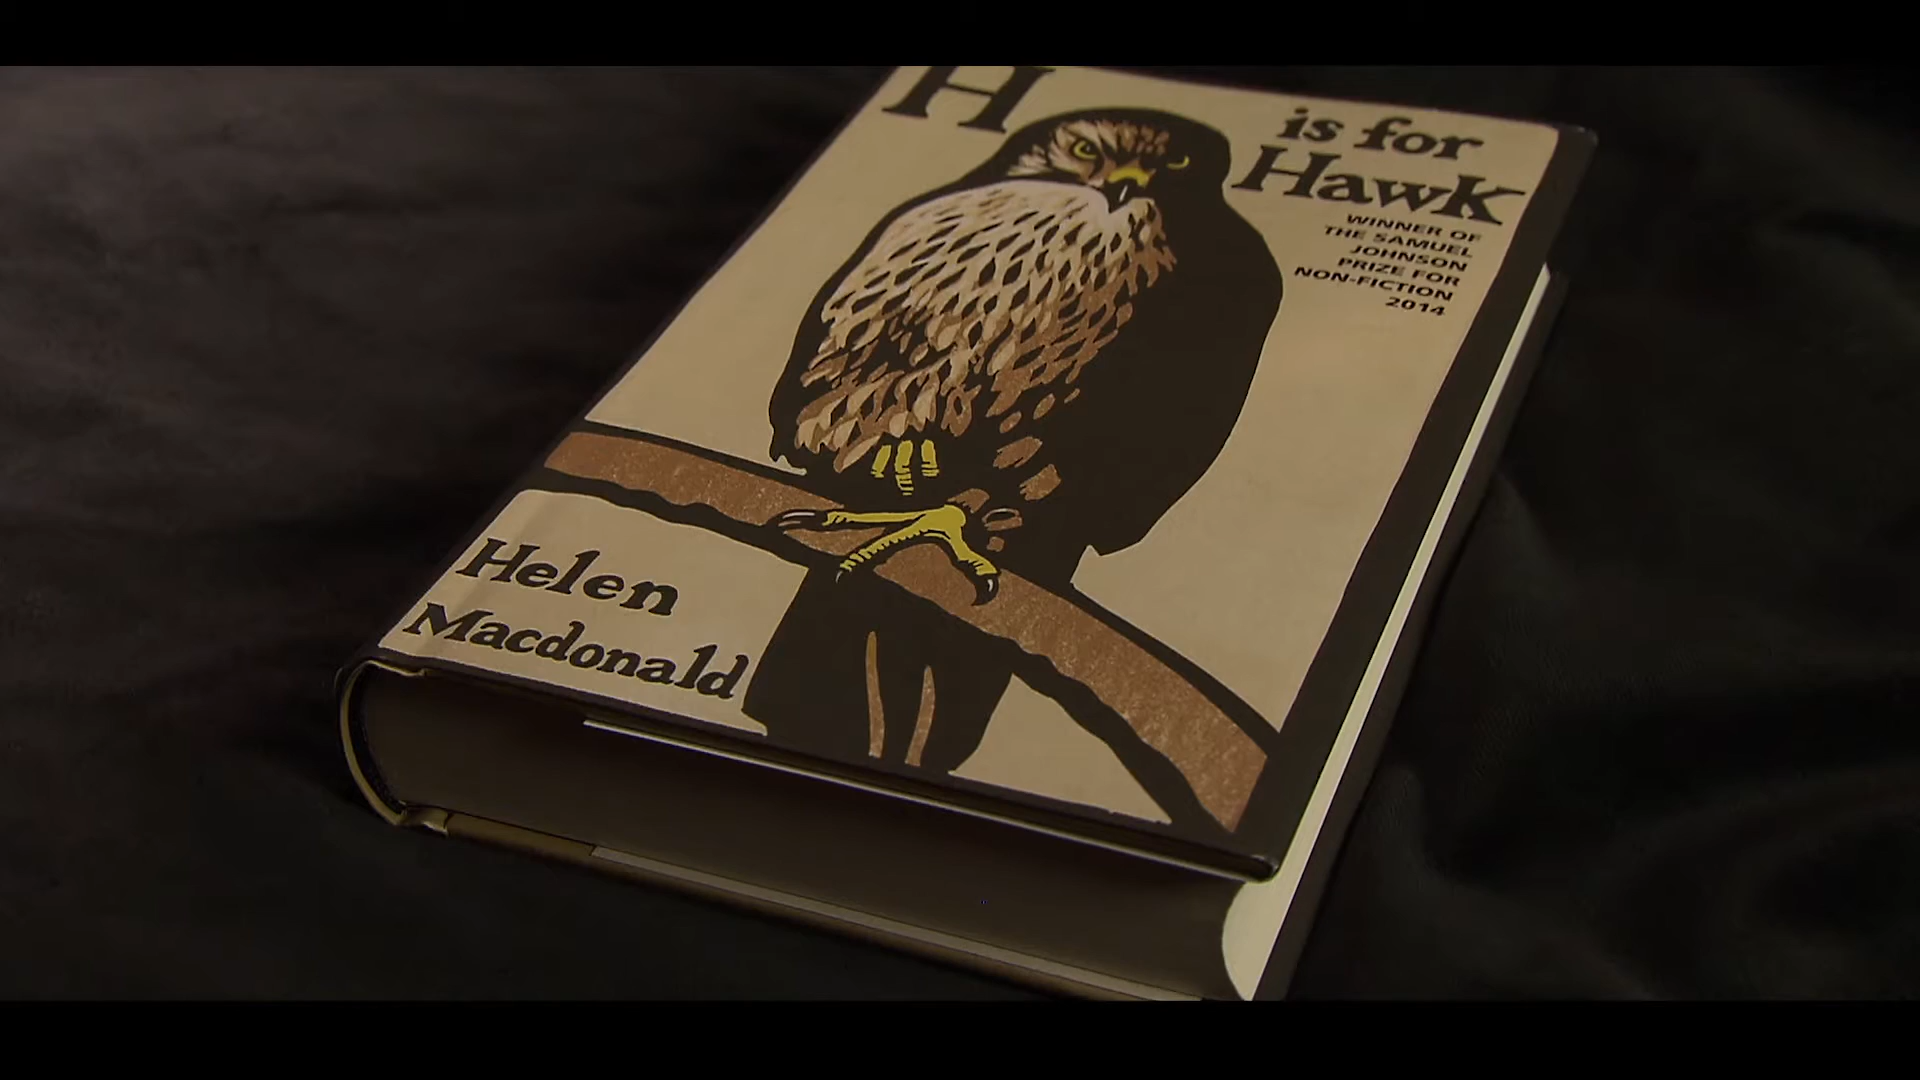 H
is for
Hawk
WINNER OF
THE SAMUEL
JOHNSON
PRIZE FOR
NON-FICTION
2014
Helen
Macdonald